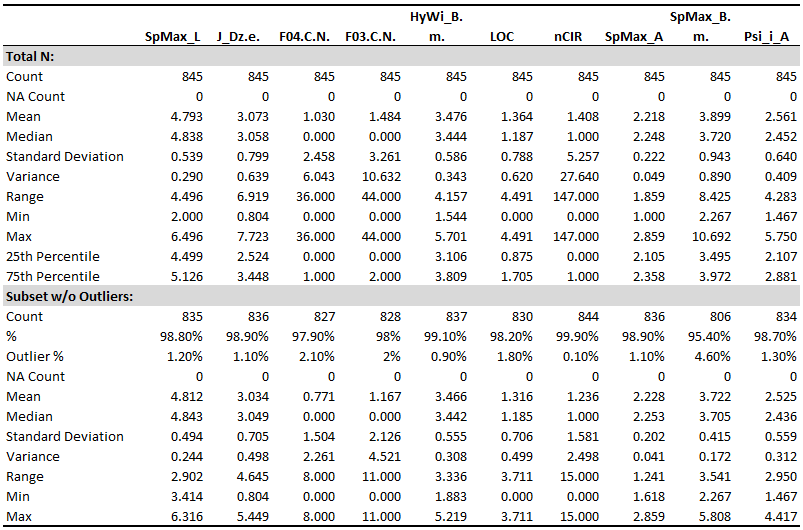 HyWi_B. SpMax_B.
SpMax_L J_Dz.e. F04.C.N. F03.C.N. m. LOC nCIR SpMax_A m. Psi_i_A
Total N:
Count 845 845 845 845 845 845 845 845 845 845
NA Count 0 0 0 0 0 0 0 0 0 0
Mean 4.793 3.073 1.030 1.484 3.476 1.364 1.408 2.218 3.899 2.561
Median 4.838 3.058 0.000 0.000 3.444 1.187 1.000 2.248 3.720 2.452
Standard Deviation 0.539 0.799 2.458 3.261 0.586 0.788 5.257 0.222 0.943 0.640
Variance 0.290 0.639 6.043 10.632 0.343 0.620 27.640 0.049 0.890 0.409
Range 4.496 6.919 36.000 44.000 4.157 4.491 147.000 1.859 8.425 4.283
Min 2.000 0.804 0.000 0.000 1.544 0.000 0.000 1.000 2.267 1.467
Max 6.496 7.723 36.000 44.000 5.701 4.491 147.000 2.859 10.692 5.750
25th Percentile 4.499 2.524 0.000 0.000 3.106 0.875 0.000 2.105 3.495 2.107
75th Percentile 5.126 3.448 1.000 2.000 3.809 1.705 1.000 2.358 3.972 2.881
Subset w/o Outliers:
Count 835 836 827 828 837 830 844 836 806 834
% 98.80% 98.90% 97.90% 98% 99.10% 98.20% 99.90% 98.90% 95.40% 98.70%
Outlier % 1.20% 1.10% 2.10% 2% 0.90% 1.80% 0.10% 1.10% 4.60% 1.30%
NA Count 0 0 0 0 0 0 0 0 0 0
Mean 4.812 3.034 0.771 1.167 3.466 1.316 1.236 2.228 3.722 2.525
Median 4.843 3.049 0.000 0.000 3.442 1.185 1.000 2.253 3.705 2.436
Standard Deviation 0.494 0.705 1.504 2.126 0.555 0.706 1.581 0.202 0.415 0.559
Variance 0.244 0.498 2.261 4.521 0.308 0.499 2.498 0.041 0.172 0.312
Range 2.902 4.645 8.000 11.000 3.336 3.711 15.000 1.241 3.541 2.950
Min 3.414 0.804 0.000 0.000 1.883 0.000 0.000 1.618 2.267 1.467
Max 6.316 5.449 8.000 11.000 5.219 3.711 15.000 2.859 5.808 4.417